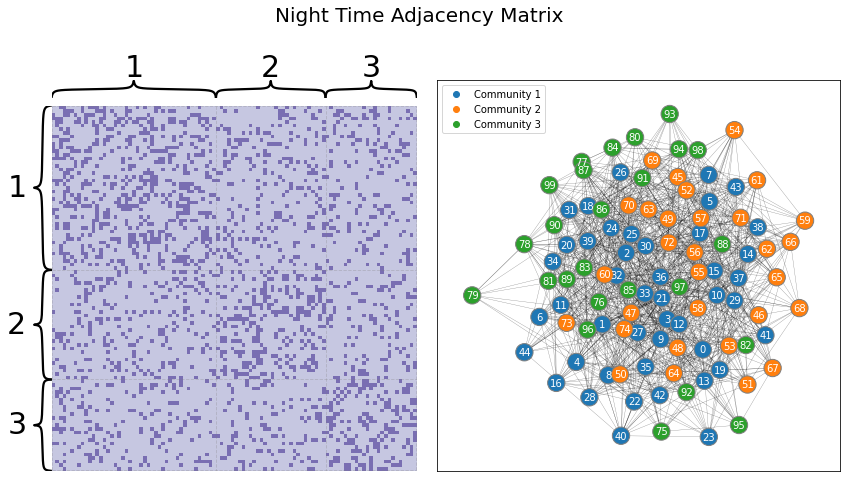 Night Time Adjacency Matrix
1 2 3
1
2
3
Community 1
Community 2
Community 3
93
54
80
84 94 98
69
77
87 26 91 45 7 61
99 52 43
5
31 18 86 70 63 49 57 71 59
90 24 25 17 38
78 20 39 30 72 88 66
2 56 14 62
34
83 60 32 36 55 15 37 65
81 89 85 33 97
79 21 10 29
11 76 58 68
6 73 47 3 12 46
96 1 74 27 9 41
44 48 0 53 82
4 35 19 67
16 8 50 64 13 51
28 22 42 92
40 75 23 95